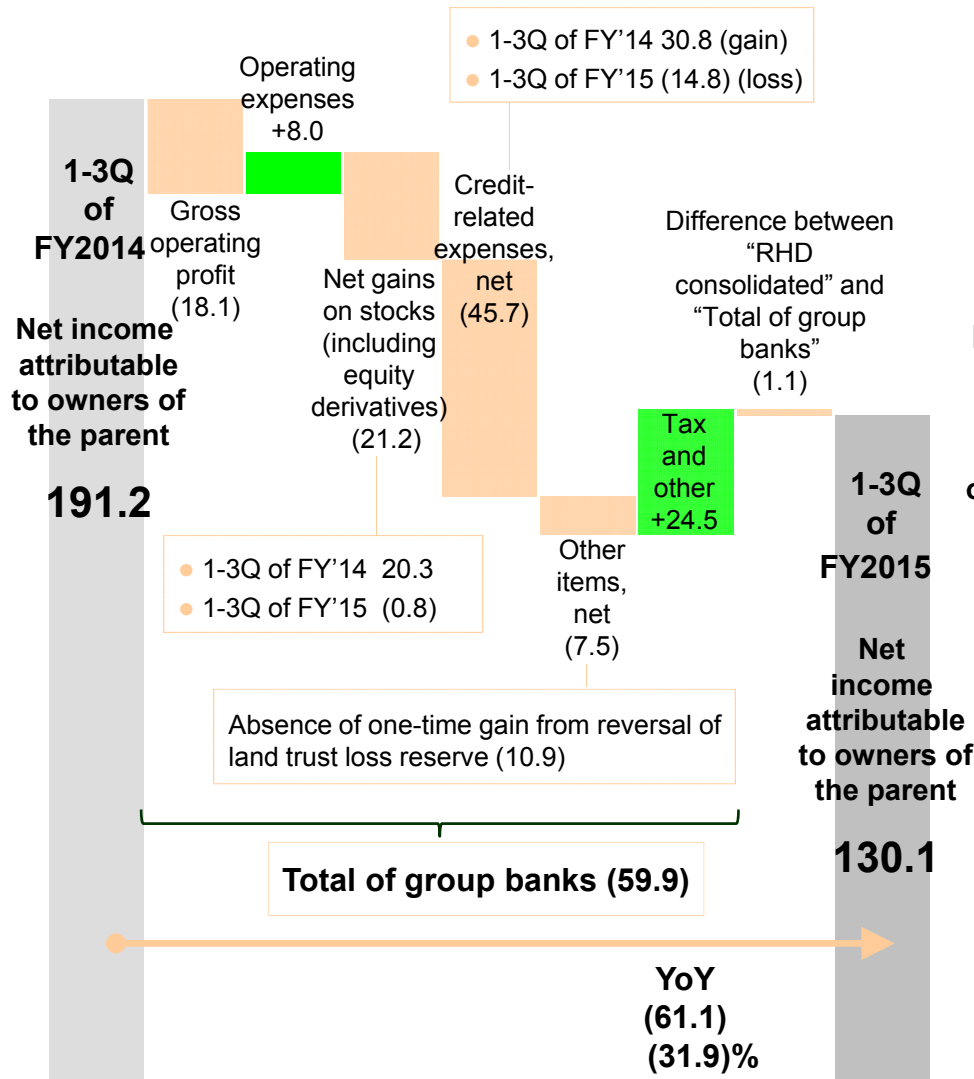 1-3Q of FY’14 30.8 (gain)
1-3Q of FY’15 (14.8) (loss)
Operating
expenses
+8.0
1-3Q
of
FY2014
Net income
attributable
to owners of
the parent
191.2
Gross
operating
profit
(18.1)
Net gains
on stocks
(including
equity
derivatives)
(21.2)
1-3Q of FY’14 20.3
1-3Q of FY’15 (0.8)
Credit-
related
expenses,
net
(45.7)
Other
items,
net
(7.5)
Absence of one-time gain from reversal of
land trust loss reserve (10.9)
Tax
and
other
+24.5
Difference between
“RHD
consolidated” and
“Total of group
banks”
(1.1)
1-3Q
of
FY2015
Net
income
attributable
to owners of
the parent
130.1
Total of group banks (59.9)
YoY
(61.1)
(31.9)%